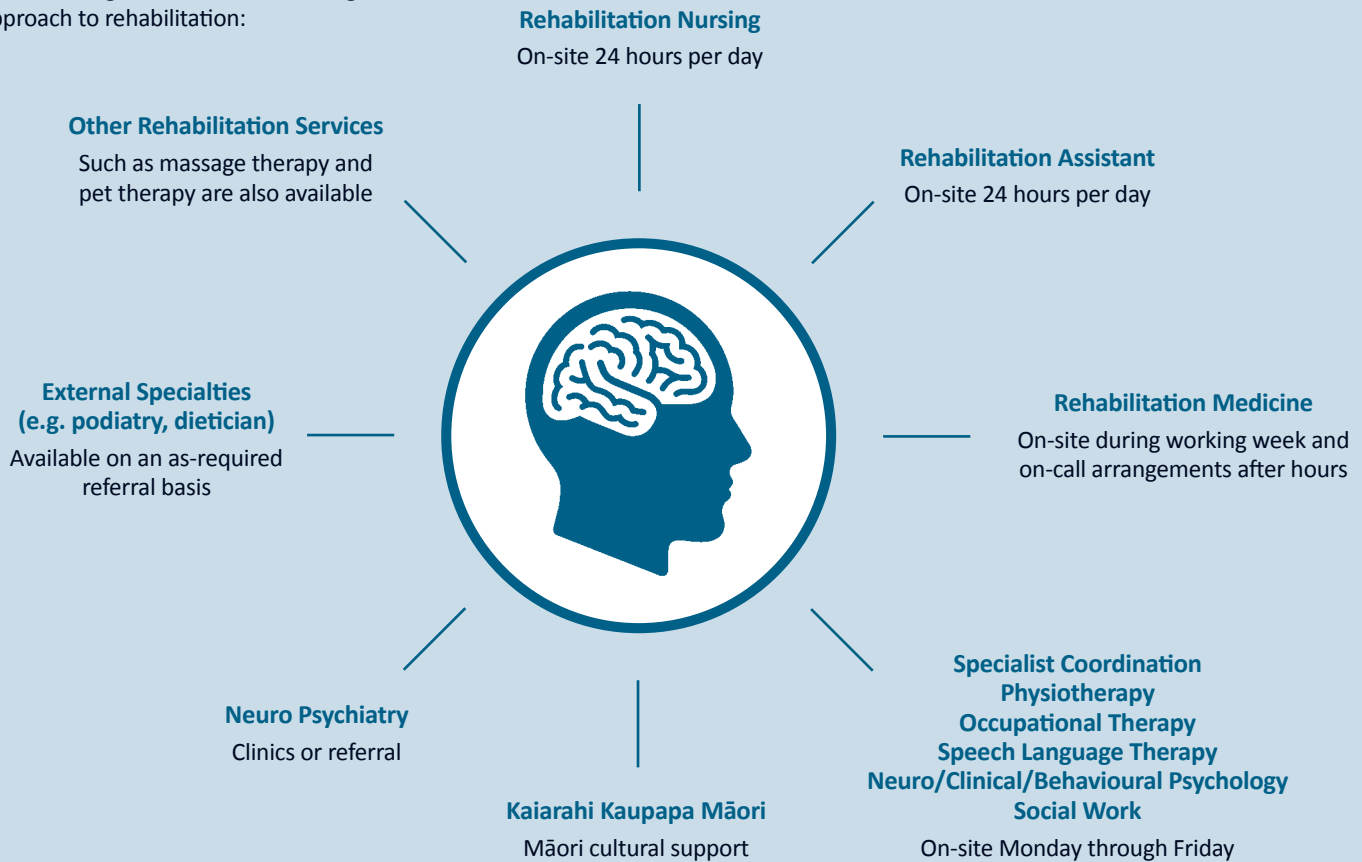 approach to rehabilitation:
Rehabilitation Nursing
On-site 24 hours per day
Other Rehabilitation Services
Such as massage therapy and
pet therapy are also available
Rehabilitation Assistant
On-site 24 hours per day
External Specialties
(e.g. podiatry, dietician)
Available on an as-required
referral basis
Rehabilitation Medicine
On-site during working week and
on-call arrangements after hours
Neuro Psychiatry
Clinics or referral
Kaiarahi Kaupapa Māori
Māori cultural support
Specialist Coordination
Physiotherapy
Occupational Therapy
Speech Language Therapy
Neuro/Clinical/Behavioural Psychology
Social Work
On-site Monday through Friday